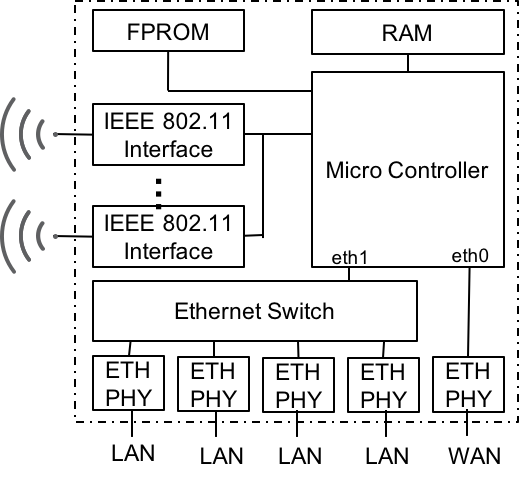 FPROM
RAM
IEEE 802.11
Interface
Micro Controller
IEEE 802.11
Interface
eth1
eth0
Ethernet Switch
ETH
PHY
ETH
PHY
ETH
PHY
ETH
PHY
ETH
PHY
LAN
LAN
LAN
LAN
WAN